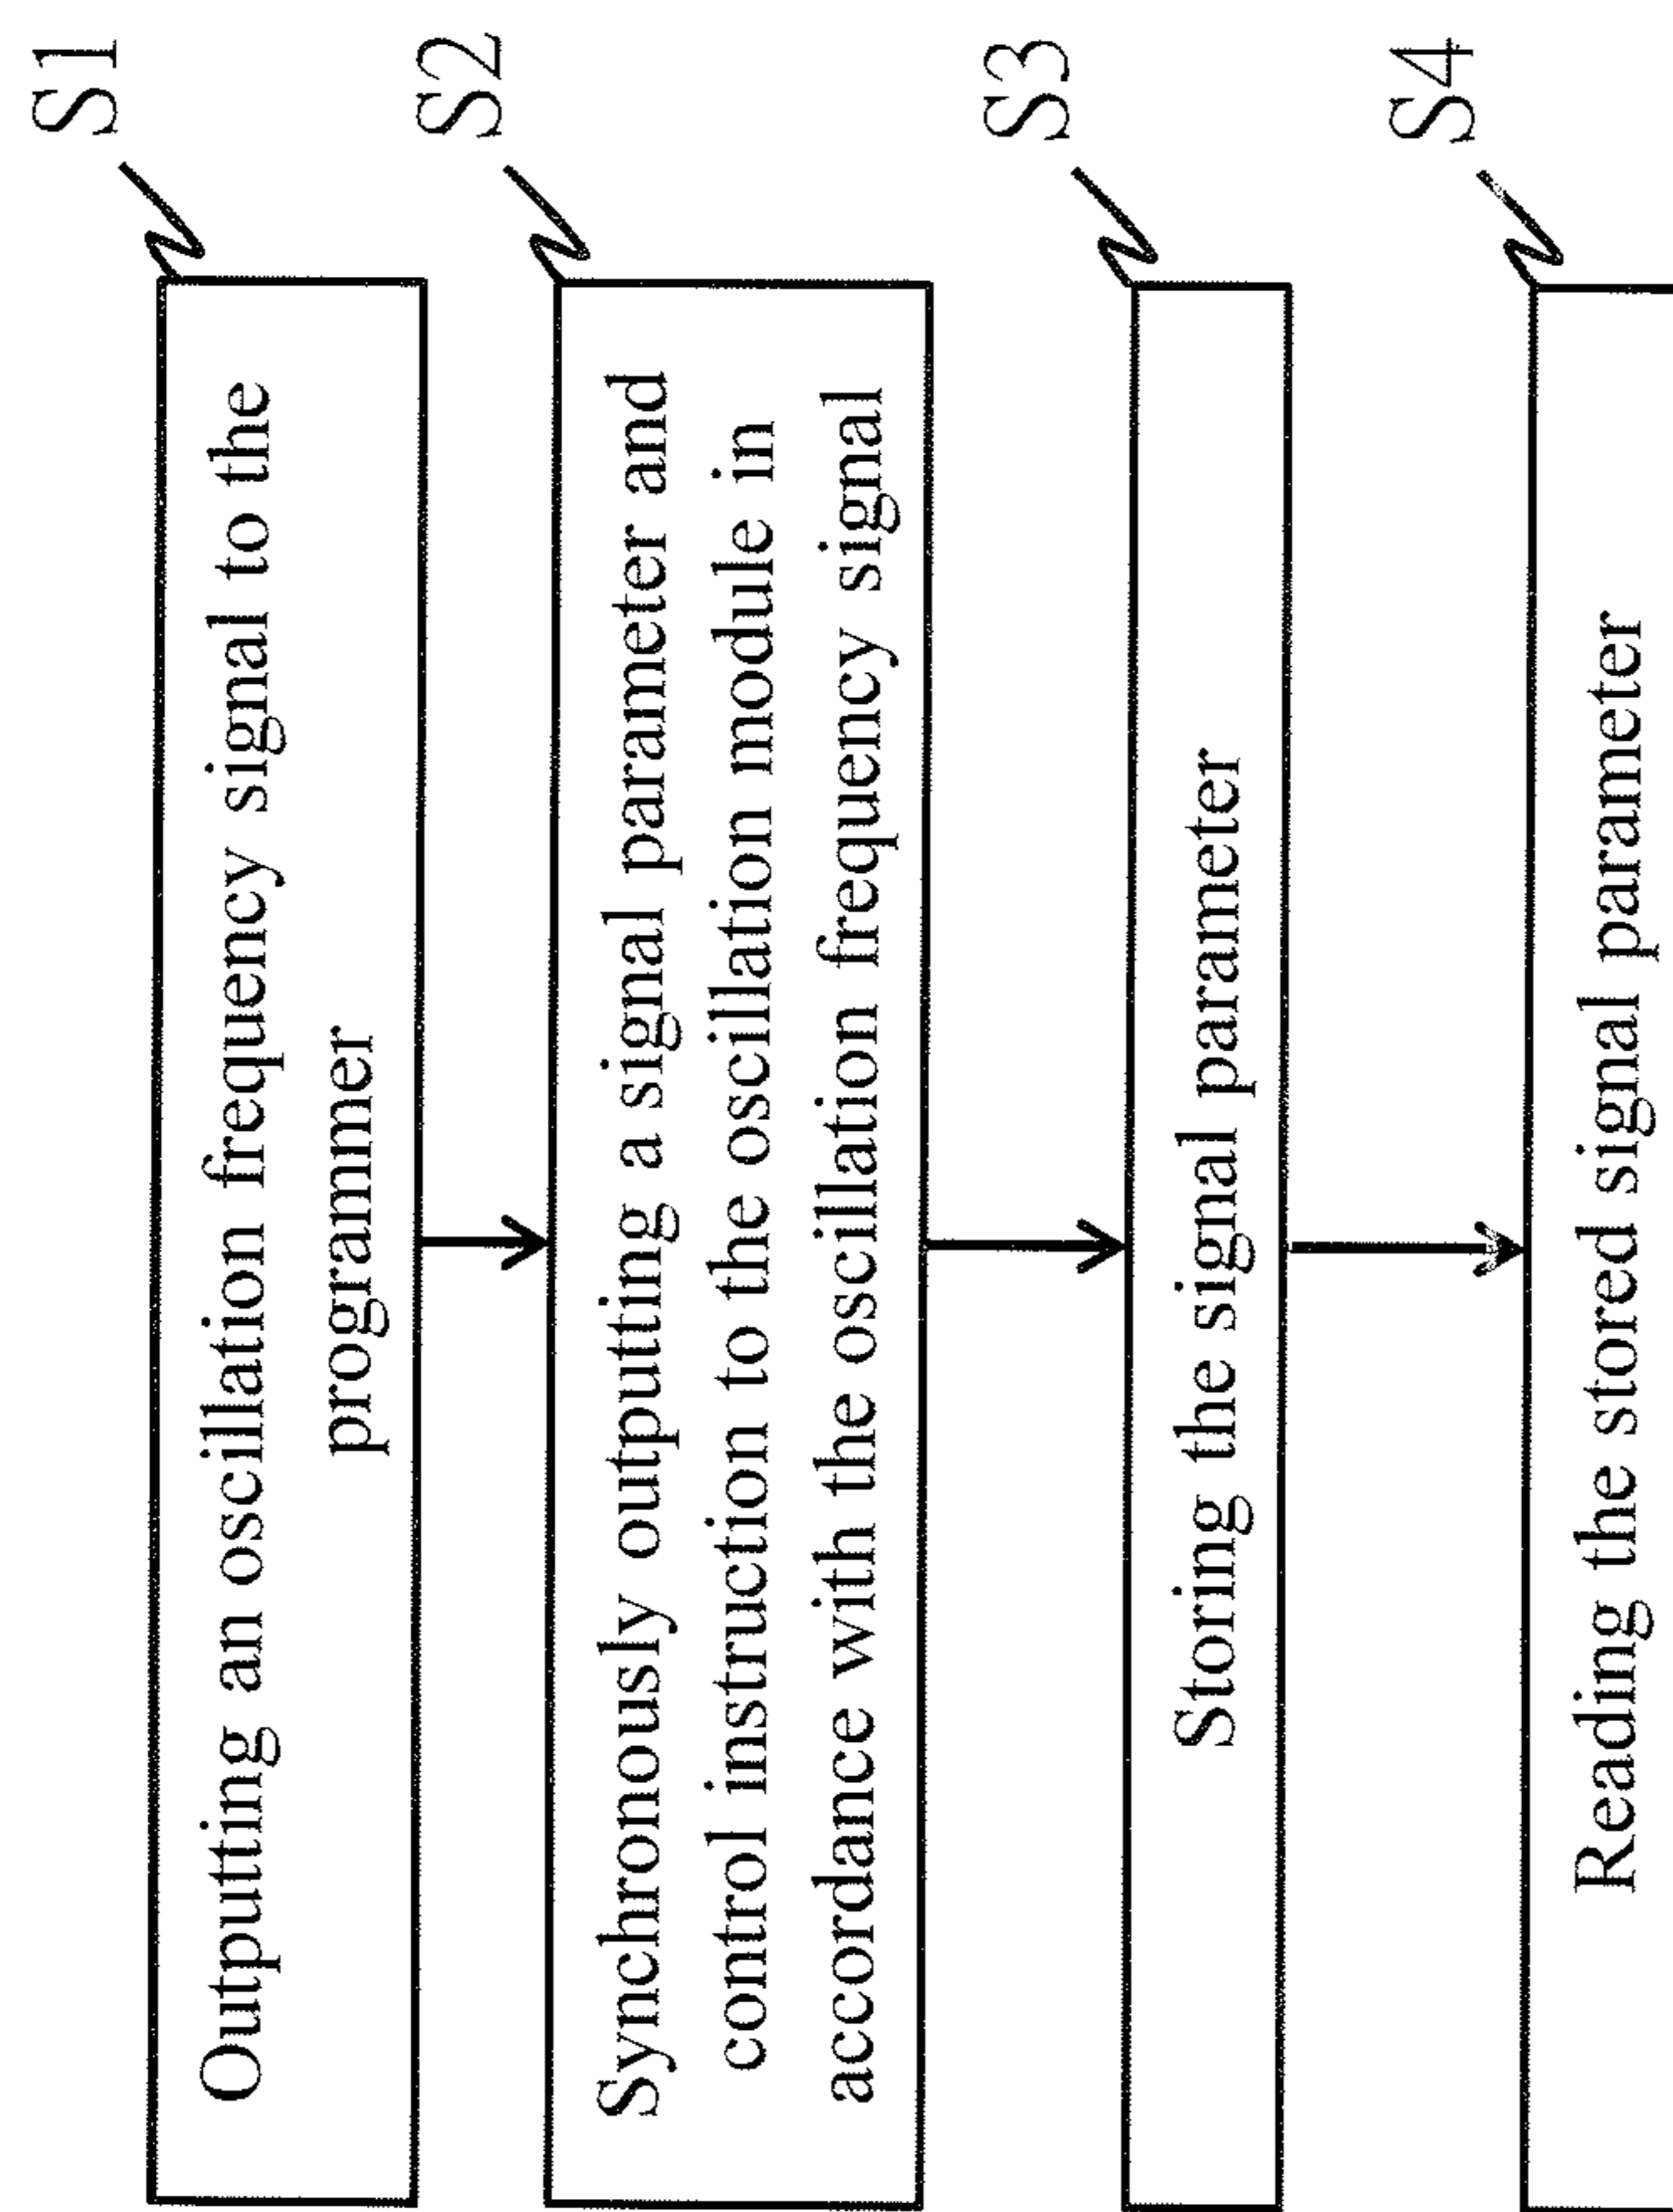 S1
Outputting an oscillation frequency signal to the
programmer
S2
Synchronously outputting a signal parameter and
control instruction to the oscillation module in
accordance with the oscillation frequency signal
S3
Storing the signal parameter
S4
Reading the stored signal parameter